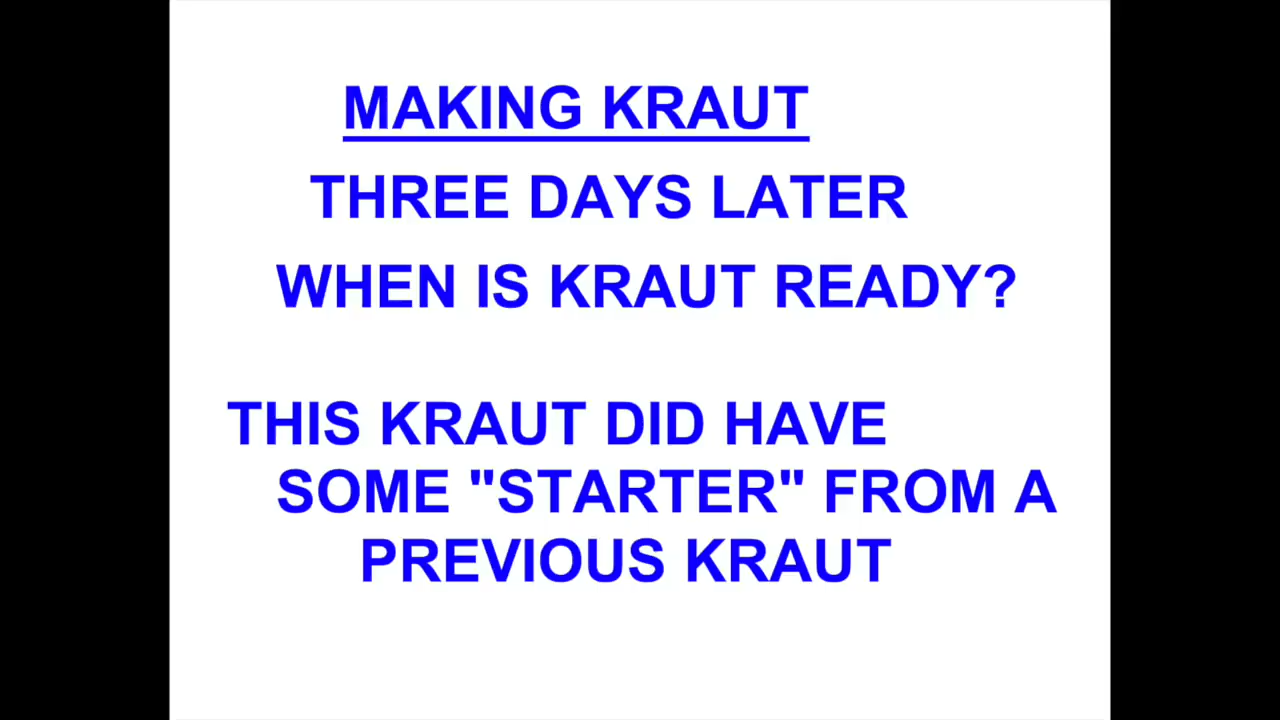 MAKING KRAUT
THREE DAYS LATER
WHEN IS KRAUT READY?
THIS KRAUT DID HAVE
SOME "STARTER" FROM A
PREVIOUS KRAUT